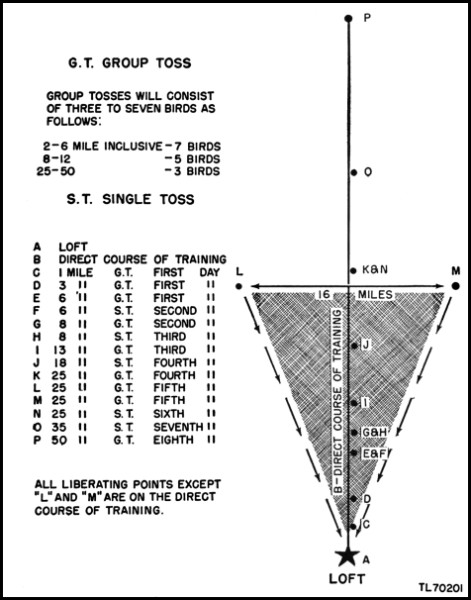 G.T. GROUP TOSS
GROUP TOSSES WILL CONSIST
OF THREE TO SEVEN BIRDS AS
FOLLOWS:
2-6 MILE INCLUSIVE - 7 BIRDS
8-12 -5 BIRDS
25-50 -3 BIRDS
S.T. SINGLE TOSS
A LOFT
B DIRECT COURSE OF TRAINING
C 1 MILE G.T. FIRST DAY
D 3 " G.T. FIRST "
E 6 " G.T. FIRST "
F 6 " S.T. SECOND "
G 8 " G.T. SECOND "
H 8 " S.T. THIRD "
I 13 " G.T. THIRD "
J 18 " S.T. FOURTH "
K 25 " G.T. FOURTH "
L 25 " G.T. FIFTH "
M 25 " G.T. FIFTH "
N 25 " S.T. SIXTH "
O 35 " S.T. SEVENTH "
P 50 " G.T. EIGHTH "
ALL LIBERATING POINTS EXCEPT
"L" AND "M" ARE ON THE DIRECT
COURSE OF TRAINING.
P
O
K&N
L
M
16 MILES
J
B-DIRECT COURSE OF TRAINING
I
G&H
E&F
D
C
A
LOFT
TL70201